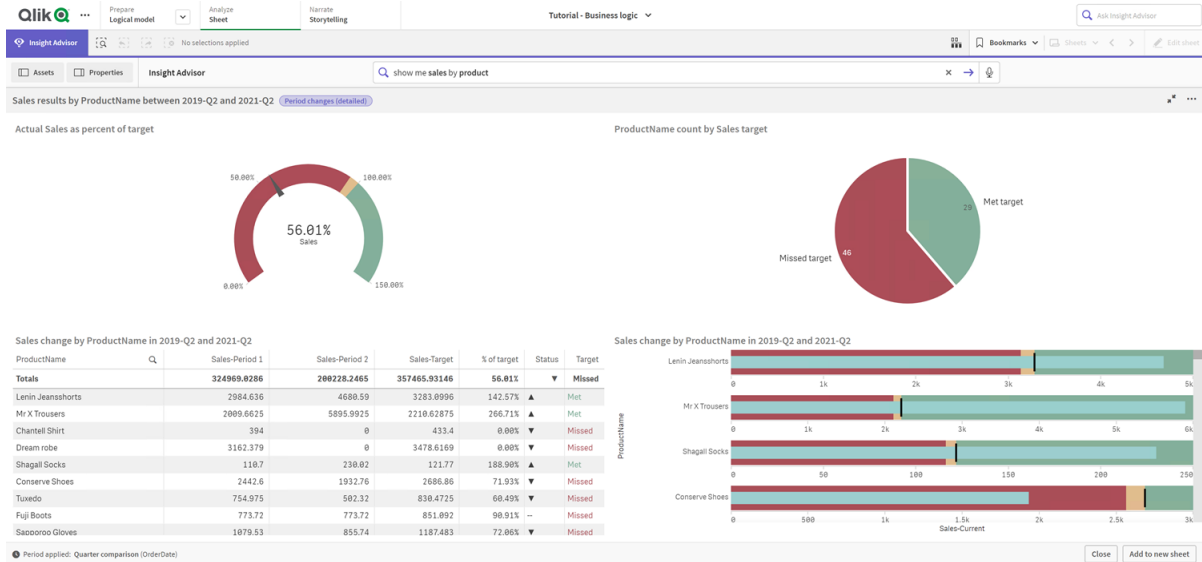 Qlik
Prepare
Logical model
Analyze
Sheet
Narrate
Storytelling
Tutorial - Business logic
Ask Insight Advisor
Insight Advisor
No selections applied
Bookmarks
Sheets
Edit sheet
Assets
Properties
Insight Advisor
show me sales by product
Sales results by ProductName between 2019-Q2 and 2021-Q2
Period changes (detailed)
Actual Sales as percent of target
50.00%
100.00%
56.01%
Sales
0.00%
150.00%
ProductName count by Sales target
Met target
Missed target
46
Sales change by ProductName in 2019-Q2 and 2021-Q2
ProductName Sales-Period 1 Sales-Period 2 Sales-Target % of target Status Target
Totals 324969.0286 200228.2465 357465.93146 56.01% ▼ Missed
Lenin Jeansshorts 2984.636 4680.59 3283.0996 142.57% ▲ Met
Mr X Trousers 2009.6625 5895.9925 2210.62875 266.71% ▲ Met
Chantell Shirt 394 0 433.4 0.00% ▼ Missed
Dream robe 3162.379 0 3478.6169 0.00% ▼ Missed
Shagall Socks 110.7 230.02 121.77 188.90% ▲ Met
Conserve Shoes 2442.6 1932.76 2686.86 71.93% ▼ Missed
Tuxedo 754.975 502.32 830.4725 60.49% ▼ Missed
Fuji Boots 773.72 773.72 851.092 90.91% -- Missed
Sapporoo Gloves 1079.53 855.74 1187.483 72.06% ▼ Missed
Sales change by ProductName in 2019-Q2 and 2021-Q2
ProductName
Lenin Jeansshorts
0 1k 2k 3k 4k 5k
Mr X Trousers
0 1k 2k 3k 4k 5k 6k
Shagall Socks
0 50 100 150 200 250
Conserve Shoes
0 500 1k 1.5k 2k 2.5k 3k
Sales-Current
Period applied: Quarter comparison (OrderDate)
Close
Add to new sheet